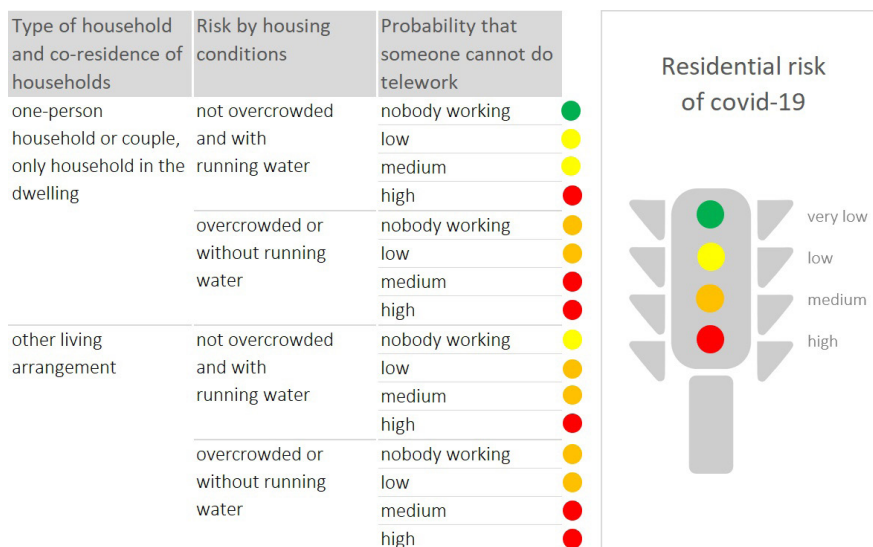 Type of household
and co-residence of
households
Risk by housing
conditions
Probability that
someone cannot do
telework
one-person
household or couple,
only household in the
dwelling
not overcrowded
and with
running water
nobody working
low
medium
high
overcrowded or
without running
water
nobody working
low
medium
high
other living
arrangement
not overcrowded
and with
running water
nobody working
low
medium
high
overcrowded or
without running
water
nobody working
low
medium
high
Residential risk
of covid-19
very low
low
medium
high